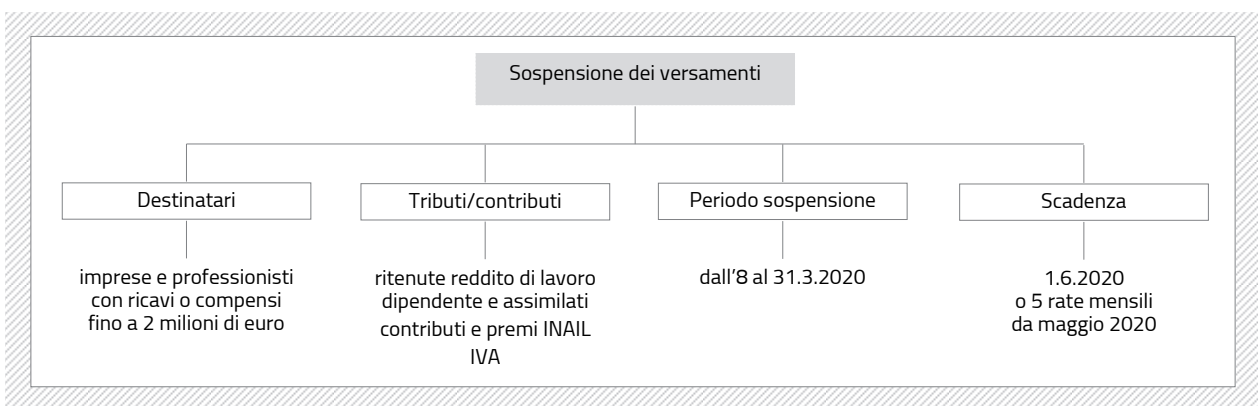 Sospensione dei versamenti
Destinatari
imprese e professionisti
con ricavi o compensi
fino a 2 milioni di euro
Tributi/contributi
ritenute reddito di lavoro
dipendente e assimilati
contributi e premi INAIL
IVA
Periodo sospensione
dall'8 al 31.3.2020
Scadenza
1.6.2020
o 5 rate mensili
da maggio 2020